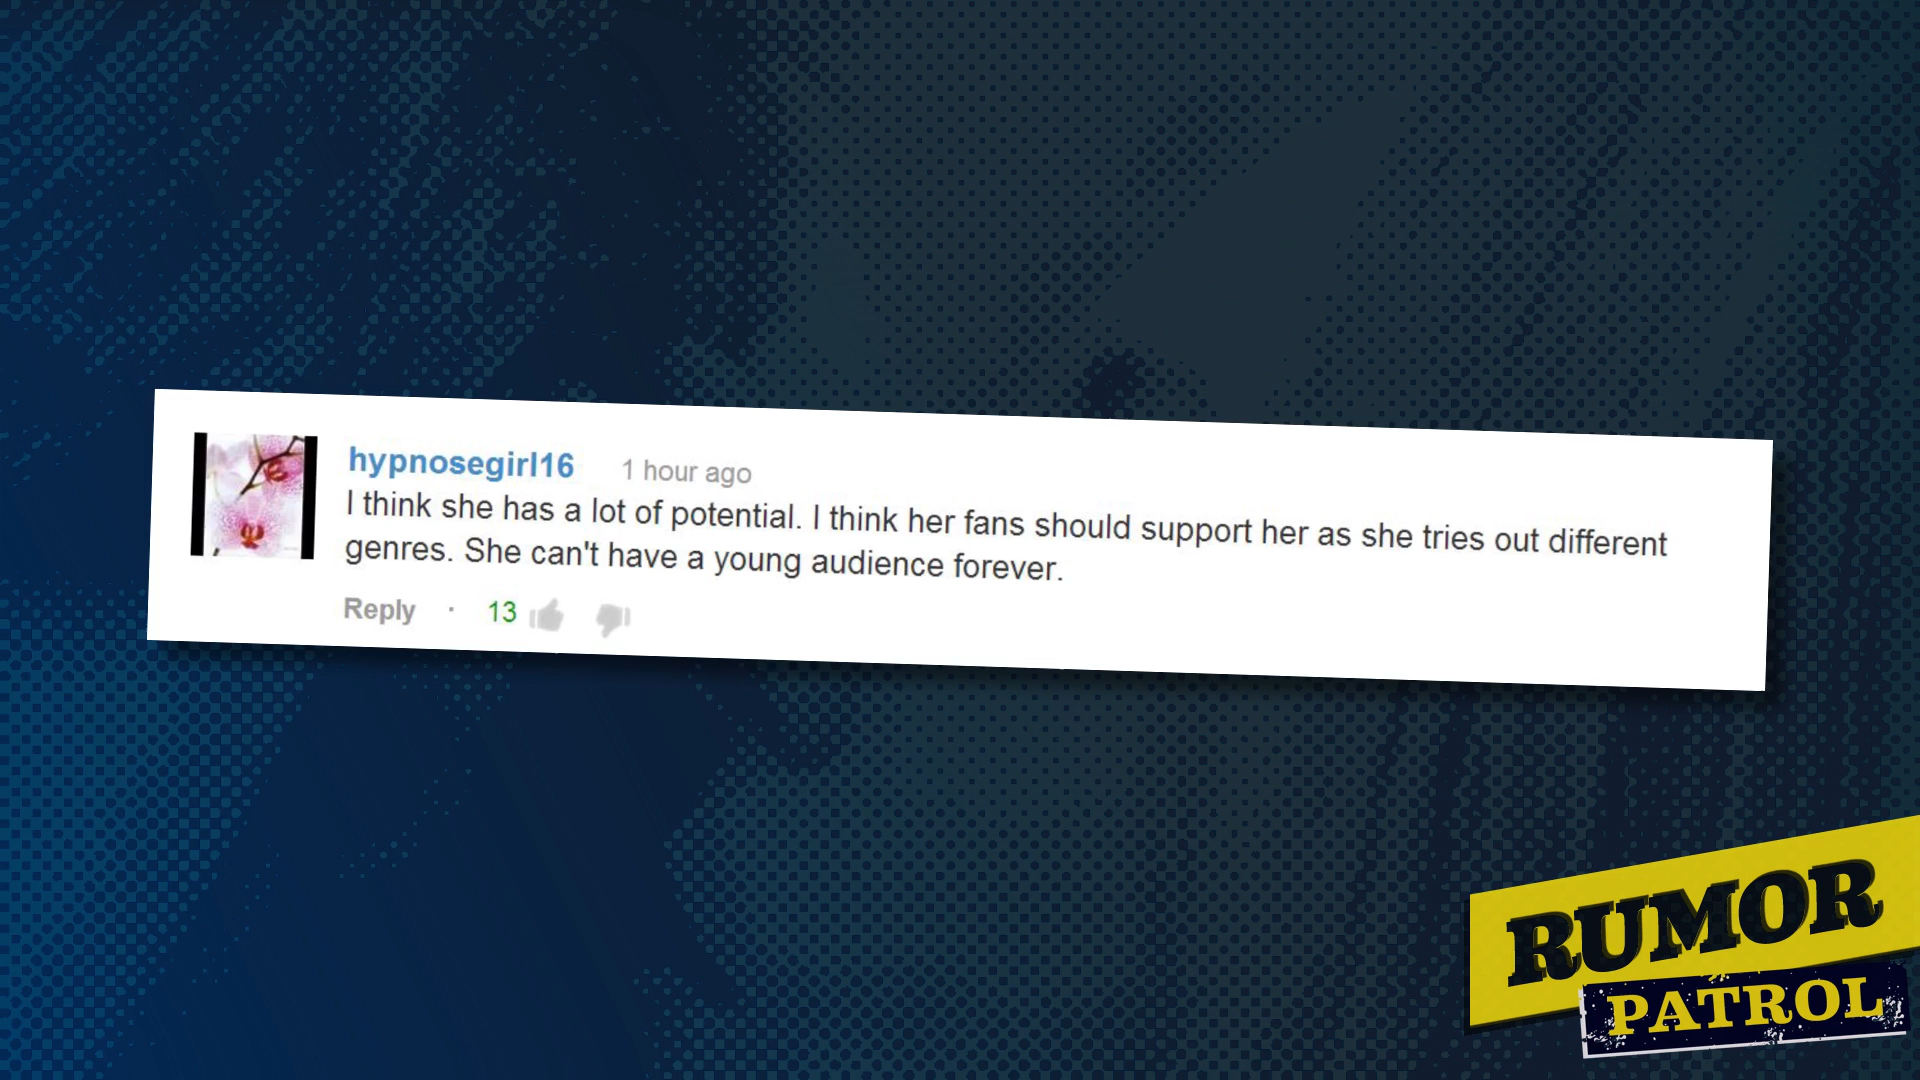 hypnosegirl16 1 hour ago
I think she has a lot of potential. I think her fans should support her as she tries out different
genres. She can't have a young audience forever.
Reply · 13
RUMOR
PATROL